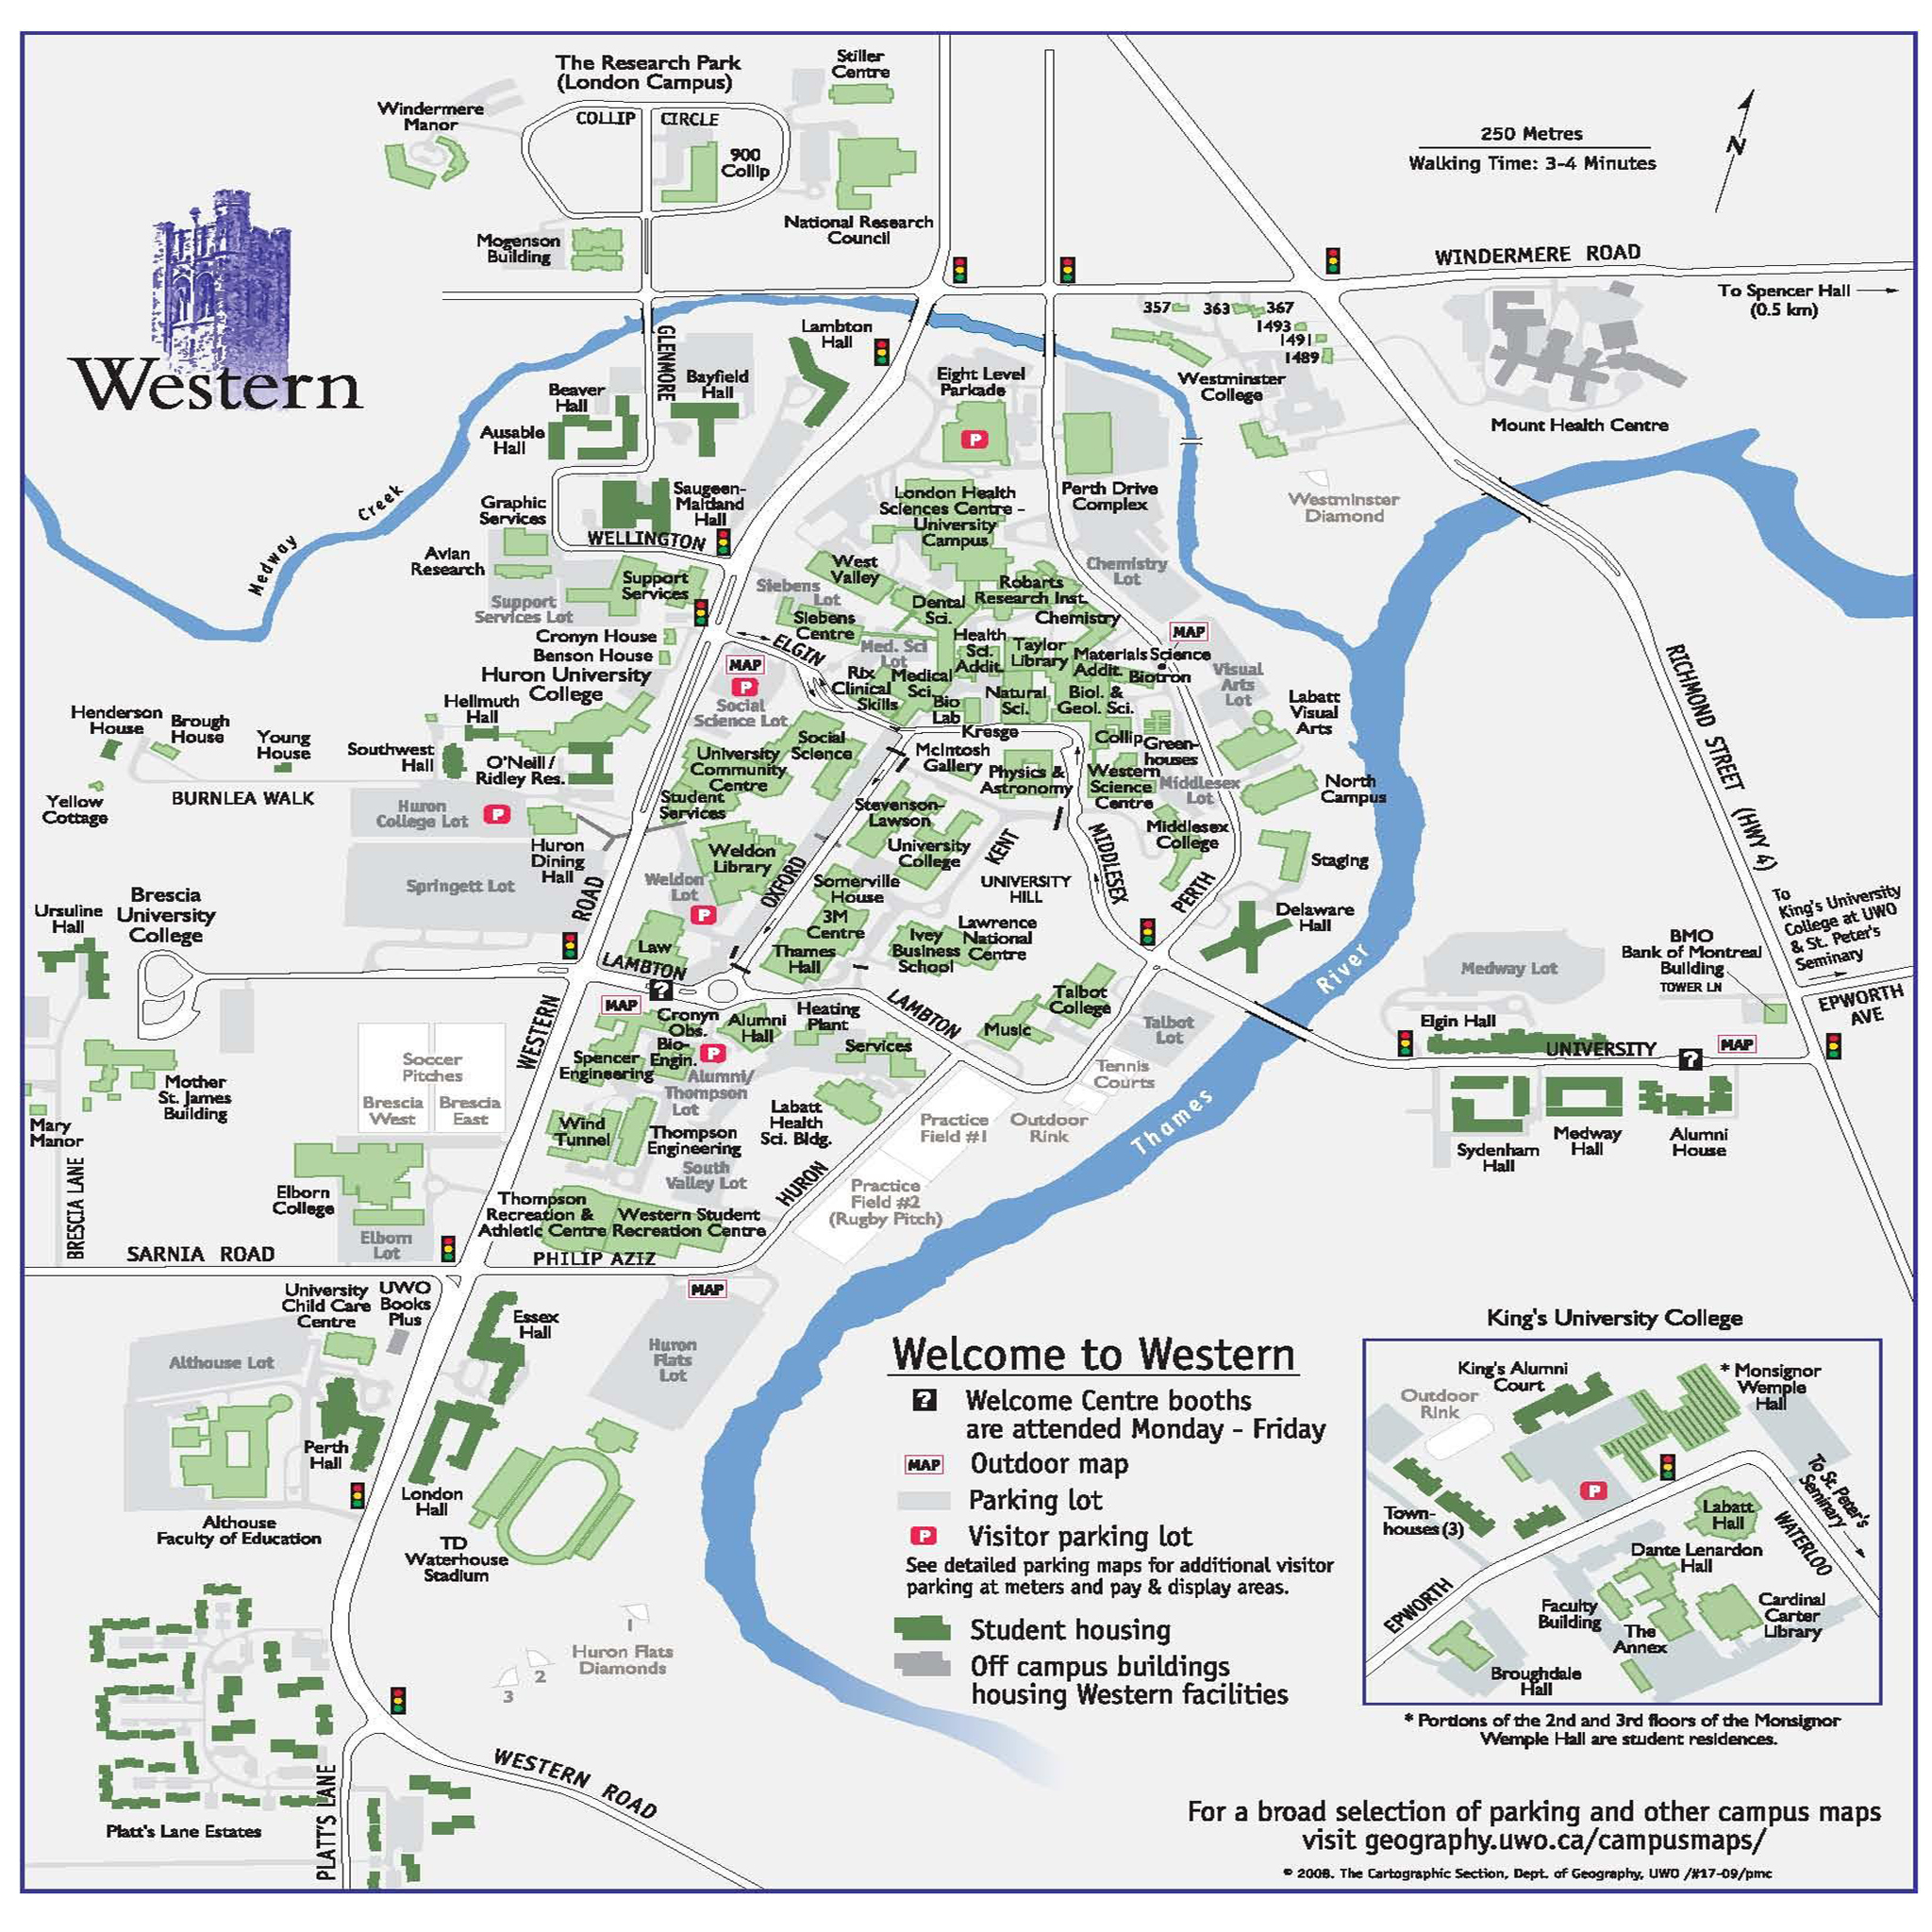 The Research Park
(London Campus)
Stiller
Centre
Windermere
Manor
COLLIP
CIRCLE
900
Collip
National Research
Council
Mogenson
Building
250 Metres
Walking Time: 3-4 Minutes
N
WINDERMERE ROAD
To Spencer Hall
(0.5 km)
Western
GLENMORE
Lambton
Hall
Bayfield
Hall
Beaver
Hall
Ausable
Hall
Eight Level
Parkade
P
357
363
367
1493
1491
1489
Westminster
College
Mount Health Centre
Westminster
Diamond
Medway
Creek
Graphic
Services
Saugeen-
Maitland
Hall
WELLINGTON
London Health
Sciences Centre -
University
Campus
Perth Drive
Complex
Chemistry
Lot
Avian
Research
Support
Services
Support
Services Lot
West
Valley
Siebens
Lot
Siebens
Centre
Dental
Sci.
Robarts
Research Inst.
Chemistry
MAP
Cronyn House
Benson House
Huron University
College
ELGIN
MAP
P
Social
Science Lot
Med. Sci
Lot
Health
Sci.
Addit.
Taylor
Library
Materials Science
Addit.
Biotron
Visual
Arts
Lot
Rix
Clinical
Skills
Medical
Sci.
Bio
Lab
Natural
Sci.
Biol. &
Geol. Sci.
Labatt
Visual
Arts
RICHMOND STREET (HWY 4)
Hellmuth
Hall
Henderson
House
Brough
House
Young
House
Southwest
Hall
O'Neill /
Ridley Res.
Yellow
Cottage
BURNLEA WALK
Huron
College Lot
P
University
Community
Centre
Social
Science
Student
Services
Kresge
McIntosh
Gallery
Physics &
Astronomy
Collip
Green-
houses
Western
Science
Centre
Middlesex
Lot
North
Campus
Stevenson-
Lawson
University
College
KENT
MIDDLESEX
Middlesex
College
Staging
Huron
Dining
Hall
Springett Lot
Weldon
Library
Weldon
Lot
P
OXFORD
Somerville
House
UNIVERSITY
HILL
PERTH
Delaware
Hall
Brescia
University
College
Ursuline
Hall
ROAD
Law
LAMBTON
3M
Centre
Thames
Hall
Ivey
Business
School
Lawrence
National
Centre
To
King's University
College at UWO
& St. Peter's
Seminary
BMO
Bank of Montreal
Building
TOWER LN
Medway Lot
EPWORTH
AVE
River
Thames
MAP
?
WESTERN
Cronyn
Obs.
Alumni
Hall
Heating
Plant
LAMBTON
Talbot
College
Music
Talbot
Lot
Elgin Hall
UNIVERSITY
?
MAP
Spencer
Engineering
Bio-
Engin.
P
Services
Alumni/
Thompson
Lot
Tennis
Courts
Soccer
Pitches
Brescia
West
Brescia
East
Mother
St. James
Building
Mary
Manor
BRESCIA LANE
Wind
Tunnel
Thompson
Engineering
Labatt
Health
Sci. Bldg.
Practice
Field #1
Outdoor
Rink
Sydenham
Hall
Medway
Hall
Alumni
House
South
Valley Lot
HURON
Practice
Field #2
(Rugby Pitch)
Elborn
College
Elborn
Lot
Thompson
Recreation &
Athletic Centre
Western Student
Recreation Centre
SARNIA ROAD
PHILIP AZIZ
MAP
University
Child Care
Centre
UWO
Books
Plus
Essex
Hall
Huron
Flats
Lot
Althouse Lot
Perth
Hall
London
Hall
Althouse
Faculty of Education
TD
Waterhouse
Stadium
Huron Flats
Diamonds
1
2
3
Platt's Lane Estates
PLATT'S LANE
WESTERN ROAD
Welcome to Western
? Welcome Centre booths
are attended Monday - Friday
MAP Outdoor map
Parking lot
P Visitor parking lot
See detailed parking maps for additional visitor
parking at meters and pay & display areas.
Student housing
Off campus buildings
housing Western facilities
King's University College
King's Alumni
Court
Outdoor
Rink
* Monsignor
Wemple
Hall
P
Town-
houses (3)
Labatt
Hall
To St. Peter's
Seminary
WATERLOO
Dante Lenardon
Hall
EPWORTH
Faculty
Building
The
Annex
Cardinal
Carter
Library
Broughdale
Hall
* Portions of the 2nd and 3rd floors of the Monsignor
Wemple Hall are student residences.
For a broad selection of parking and other campus maps
visit geography.uwo.ca/campusmaps/
© 2008. The Cartographic Section, Dept. of Geography, UWO /#17-09/pmc